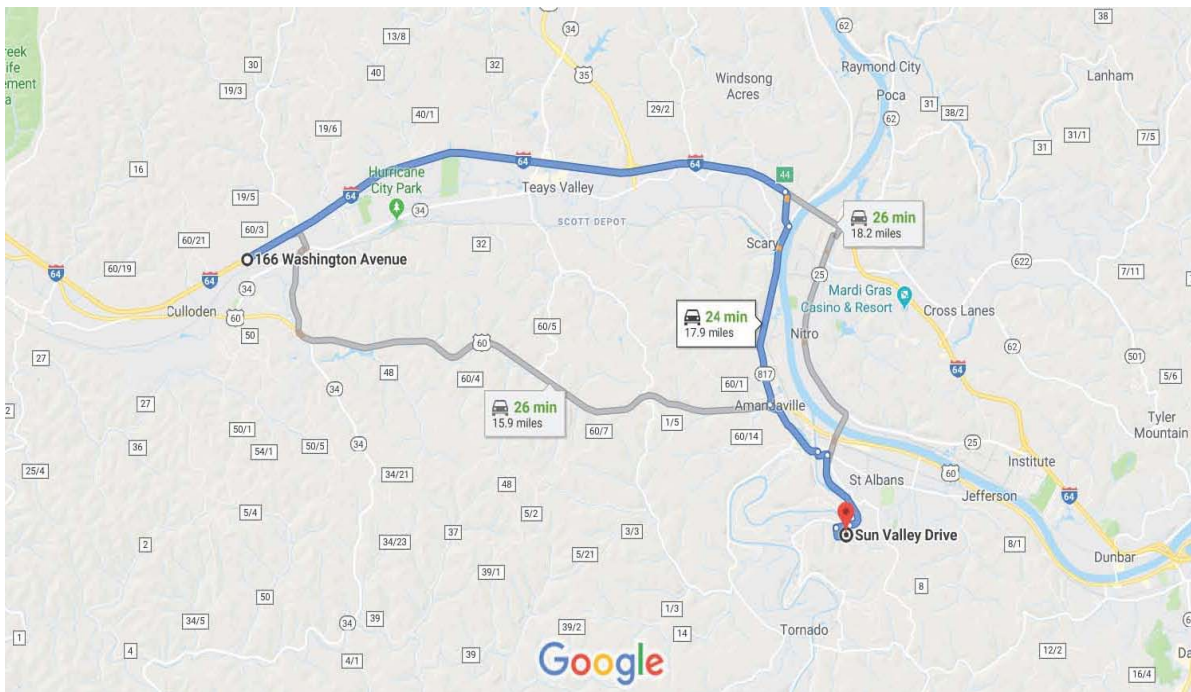 38
62
34
13/8
reek
ife
ement
a
30
40
32
35
Windsong
Acres
Raymond City
Poca
Lanham
19/3
31
38/2
29/2
40/1
62
19/6
31/1
7/5
31
16
64
64
44
Hurricane
City Park
Teays Valley
19/5
64
34
SCOTT DEPOT
26 min
18.2 miles
60/3
60/21
32
Scary
166 Washington Avenue
60/19
64
64
25
622
7/11
34
Mardi Gras
Casino & Resort
Culloden
60
24 min
17.9 miles
Cross Lanes
60/5
50
Nitro
60
62
27
501
64
48
60/4
817
5/6
60/1
34
26 min
15.9 miles
Amandaville
27
2
Tyler
Mountain
50/1
60/7
1/5
60/14
36
54/1
50/5
34
25
25/4
34/21
Institute
60
St Albans
48
Jefferson
64
5/4
5/2
37
3/3
Sun Valley Drive
2
34/23
8/1
5/21
Dunbar
39/1
8
50
1/3
34/5
34
39
39/2
Tornado
1
14
4
4/1
39
Google
12/2
Da
16/4